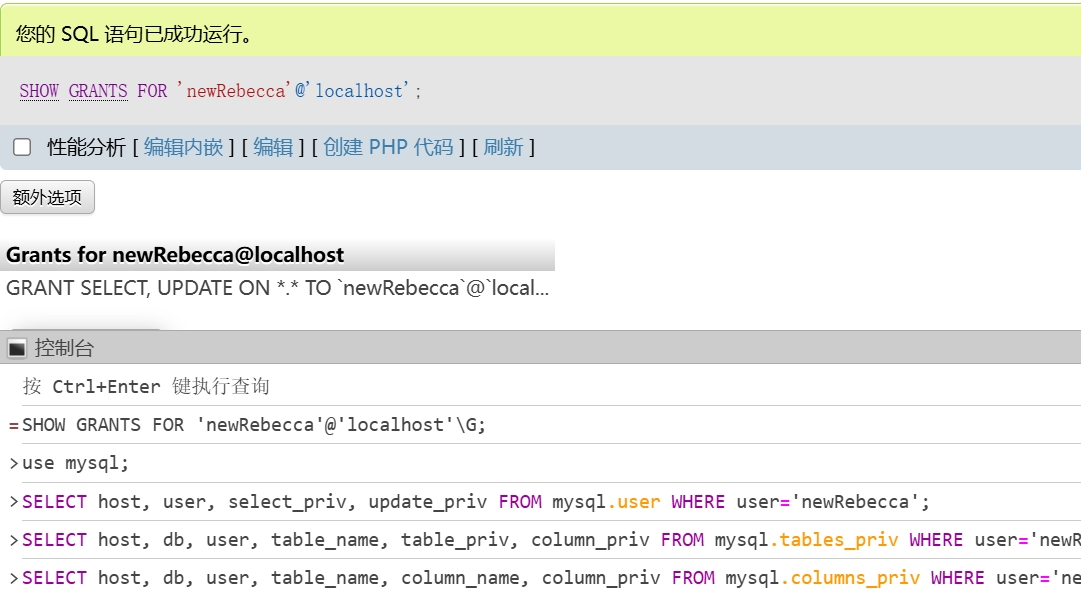 您的 SQL 语句已成功运行。
SHOW GRANTS FOR 'newRebecca'@'localhost';
性能分析 [ 编辑内嵌 ] [ 编辑 ] [ 创建 PHP 代码 ] [ 刷新 ]
额外选项
Grants for newRebecca@localhost
GRANT SELECT, UPDATE ON *.* TO `newRebecca`@`local...
控制台
按 Ctrl+Enter 键执行查询
=SHOW GRANTS FOR 'newRebecca'@'localhost'\G;
>use mysql;
>SELECT host, user, select_priv, update_priv FROM mysql.user WHERE user='newRebecca';
>SELECT host, db, user, table_name, table_priv, column_priv FROM mysql.tables_priv WHERE user='newR
>SELECT host, db, user, table_name, column_name, column_priv FROM mysql.columns_priv WHERE user='ne